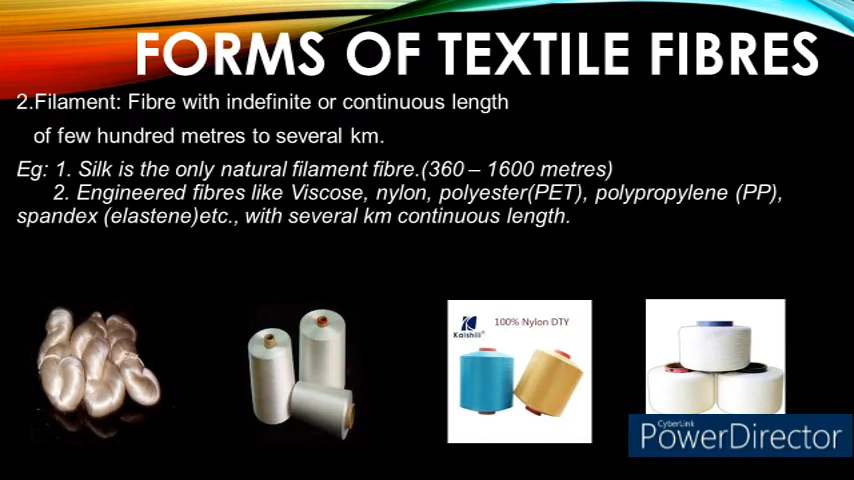 FORMS OF TEXTILE FIBRES
2.Filament: Fibre with indefinite or continuous length
of few hundred metres to several km.
Eg: 1. Silk is the only natural filament fibre.(360 – 1600 metres)
2. Engineered fibres like Viscose, nylon, polyester(PET), polypropylene (PP),
spandex (elastene)etc., with several km continuous length.
100% Nylon DTY
Kaishili®
CyberLink
PowerDirector